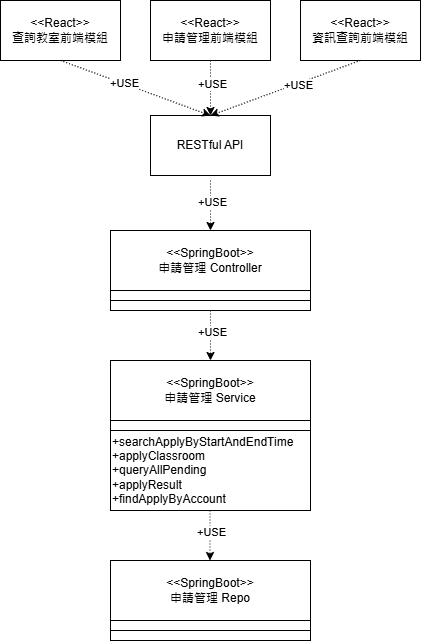 <<React>>
查詢教室前端模組
<<React>>
申請管理前端模組
<<React>>
資訊查詢前端模組
+USE
+USE
+USE
RESTful API
+USE
<<SpringBoot>>
申請管理 Controller
+USE
<<SpringBoot>>
申請管理 Service
+searchApplyByStartAndEndTime
+applyClassroom
+queryAllPending
+applyResult
+findApplyByAccount
+USE
<<SpringBoot>>
申請管理 Repo